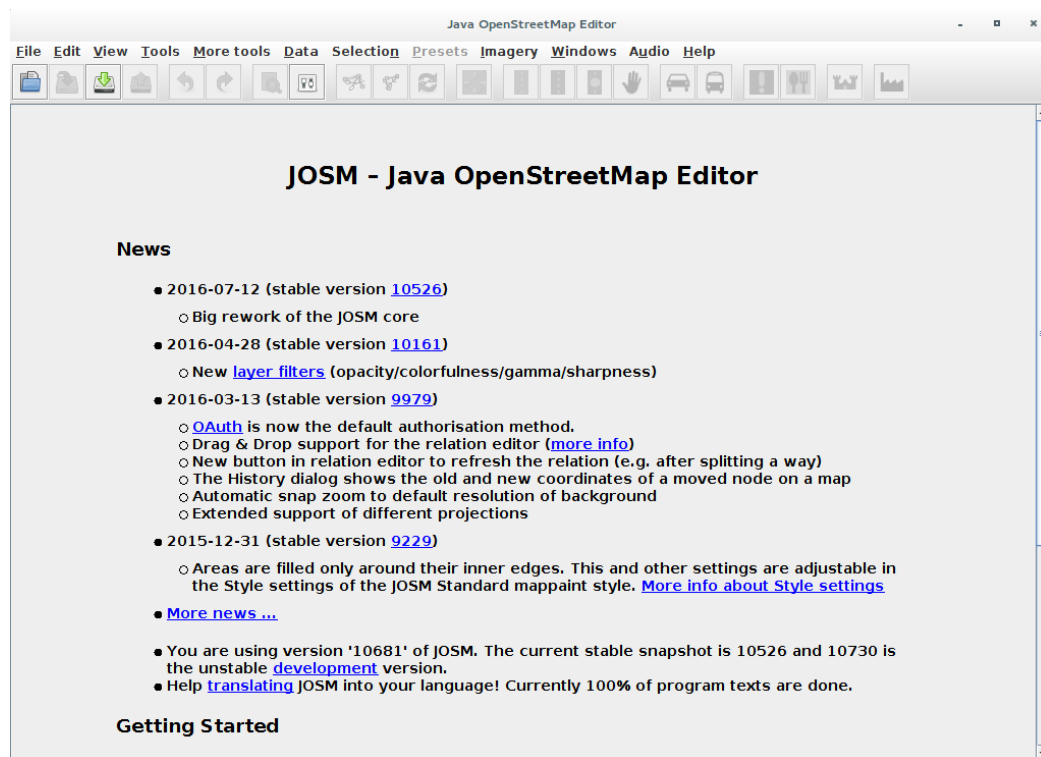 Java OpenStreetMap Editor
File Edit View Tools More tools Data Selection Presets Imagery Windows Audio Help
JOSM – Java OpenStreetMap Editor
News
2016-07-12 (stable version 10526)
Big rework of the JOSM core
2016-04-28 (stable version 10161)
New layer filters (opacity/colorfulness/gamma/sharpness)
2016-03-13 (stable version 9979)
OAuth is now the default authorisation method.
Drag & Drop support for the relation editor (more info)
New button in relation editor to refresh the relation (e.g. after splitting a way)
The History dialog shows the old and new coordinates of a moved node on a map
Automatic snap zoom to default resolution of background
Extended support of different projections
2015-12-31 (stable version 9229)
Areas are filled only around their inner edges. This and other settings are adjustable in
the Style settings of the JOSM Standard mappaint style. More info about Style settings
More news ...
You are using version '10681' of JOSM. The current stable snapshot is 10526 and 10730 is
the unstable development version.
Help translating JOSM into your language! Currently 100% of program texts are done.
Getting Started